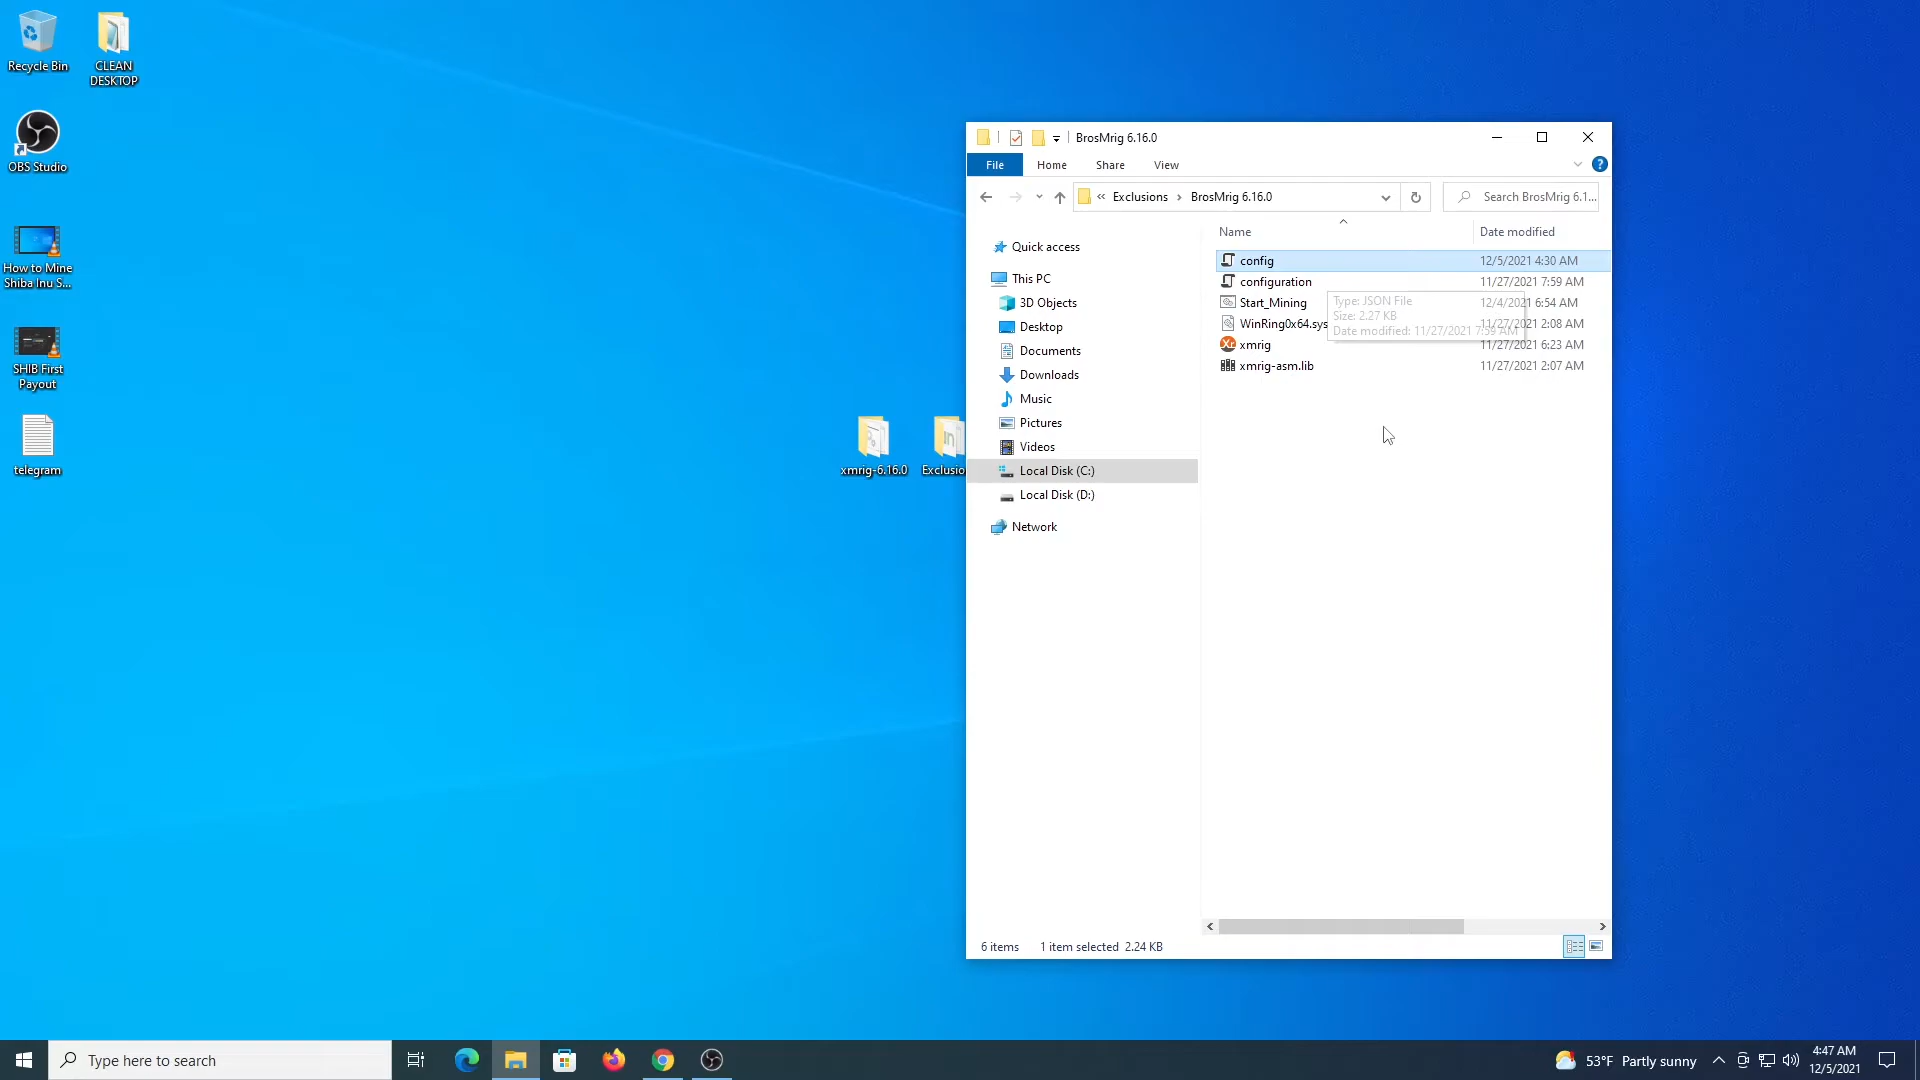 Recycle Bin
CLEAN
DESKTOP
OBS Studio
How to Mine
Shiba Inu S...
SHIB First
Payout
telegram
xmrig-6.16.0
Exclusio
BrosMrig 6.16.0
File
Home
Share
View
« Exclusions › BrosMrig 6.16.0
Search BrosMrig 6.1...
Name
Date modified
Quick access
This PC
3D Objects
Desktop
Documents
Downloads
Music
Pictures
Videos
Local Disk (C:)
Local Disk (D:)
Network
config 12/5/2021 4:30 AM
configuration 11/27/2021 7:59 AM
Start_Mining 12/4/2021 6:54 AM
WinRing0x64.sys 11/27/2021 2:08 AM
xmrig 11/27/2021 6:23 AM
xmrig-asm.lib 11/27/2021 2:07 AM
Type: JSON File
Size: 2.27 KB
Date modified: 11/27/2021 7:59 AM
6 items
1 item selected 2.24 KB
Type here to search
53°F Partly sunny
4:47 AM
12/5/2021